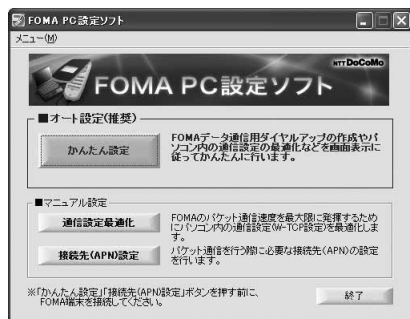 FOMA PC設定ソフト
メニュー(M)
NTT DoCoMo
FOMA PC設定ソフト
■オート設定(推奨)
かんたん設定
FOMAデータ通信用ダイヤルアップの作成やパ
ソコン内の通信設定の最適化などを画面表示に
従ってかんたんに行います。
■マニュアル設定
通信設定最適化
FOMAのパケット通信速度を最大限に発揮するため
にパソコン内の通信設定(W-TCP設定)を最適化しま
す。
接続先(APN)設定
パケット通信を行う際に必要な接続先(APN)の設定
を行います。
※「かんたん設定」「接続先(APN)設定」ボタンを押す前に、
FOMA端末を接続してください。
終了